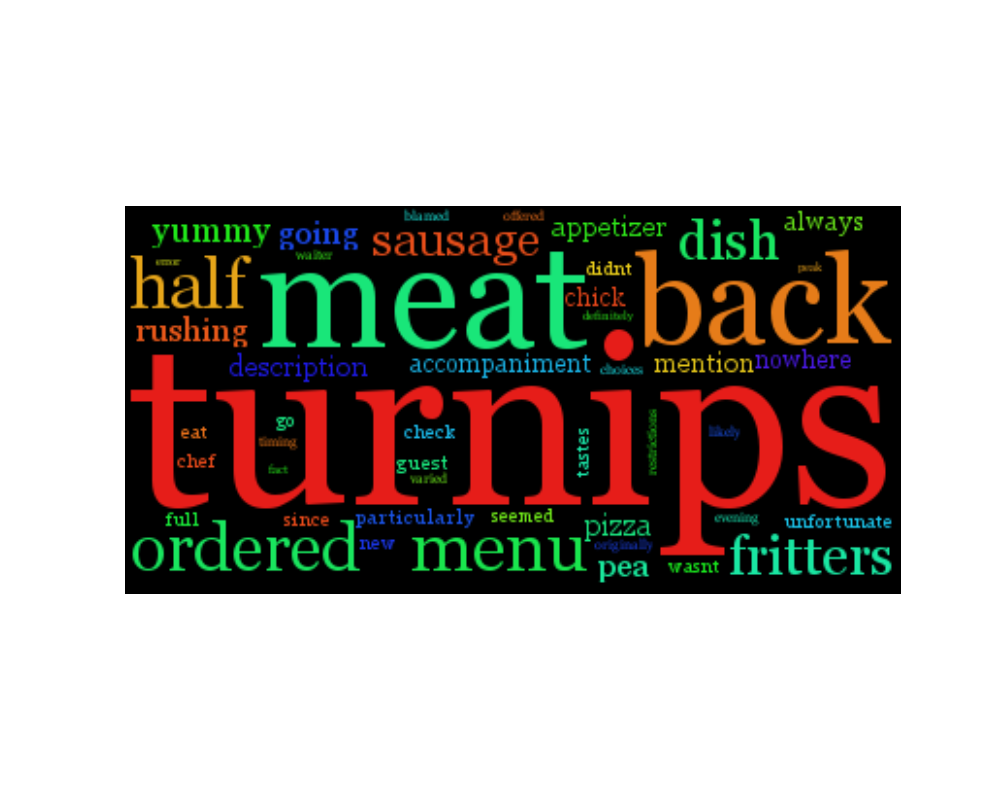 blamed offered
yummy going sausage appetizer dish always
waiter
half meat didnt back peak
chick
rushing definitely
description accompaniment choices mention nowhere
turnips
eat go check tastes restrictions likely
chef timing guest
fact varied
full since particularly seemed pizza evening unfortunate
ordered new menu originally fritters
pea wasnt